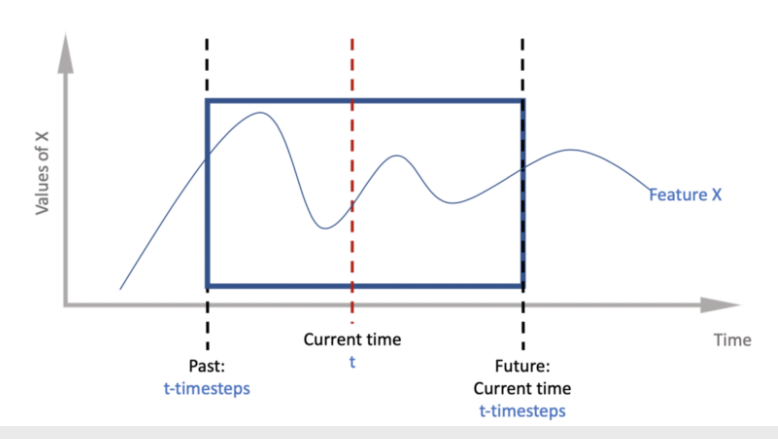 Values of X
Feature X
Time
Current time
t
Past:
t-timesteps
Future:
Current time
t-timesteps